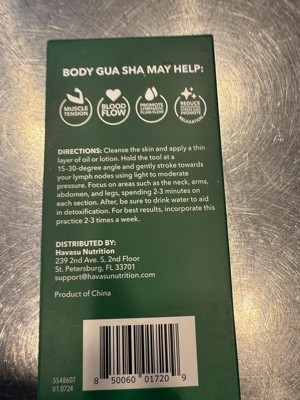 BODY GUA SHA MAY HELP:
MUSCLE
TENSION
BLOOD
FLOW
PROMOTE
LYMPHATIC
FLUID FLOW
REDUCE
STRESS AND
PROMOTE
RELAXATION
DIRECTIONS: Cleanse the skin and apply a thin
layer of oil or lotion. Hold the tool at a
15-30-degree angle and gently stroke towards
your lymph nodes using light to moderate
pressure. Focus on areas such as the neck, arms,
abdomen, and legs, spending 2-3 minutes on
each section. After, be sure to drink water to aid
in detoxification. For best results, incorporate this
practice 2-3 times a week.
DISTRIBUTED BY:
Havasu Nutrition
239 2nd Ave. S, 2nd Floor
St. Petersburg, FL 33701
support@havasunutrition.com
Product of China
5548607
V1.0724
8 50060 01720 9